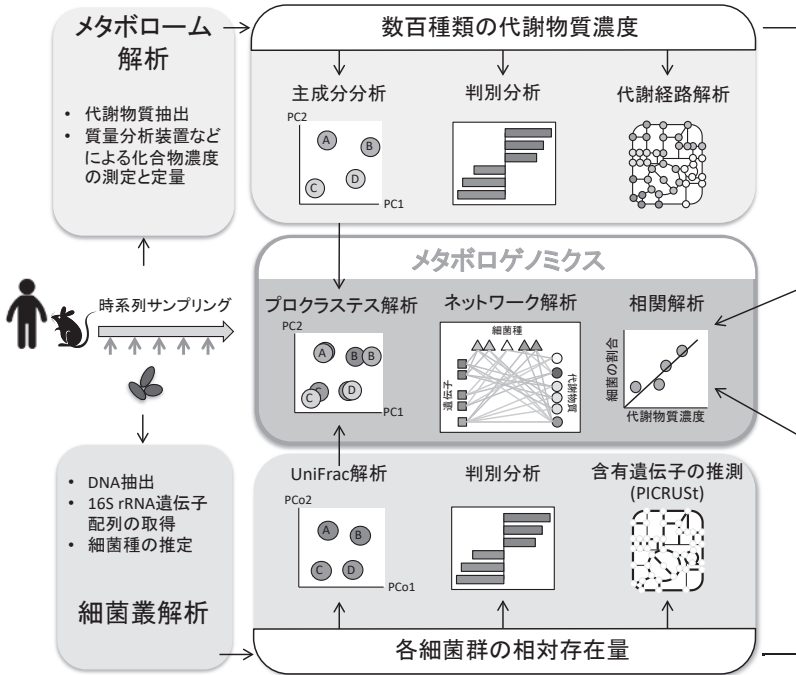 メタボローム
解析
• 代謝物質抽出
• 質量分析装置など
による化合物濃度
の測定と定量
数百種類の代謝物質濃度
主成分分析
PC2
A
B
C
D
PC1
判別分析
代謝経路解析
時系列サンプリング
メタボロゲノミクス
プロクラステス解析
PC2
A
B B
C
C
D
PC1
ネットワーク解析
細菌種
遺伝子
代謝物質
相関解析
細菌の割合
代謝物質濃度
• DNA抽出
• 16S rRNA遺伝子
配列の取得
• 細菌種の推定
細菌叢解析
UniFrac解析
PCo2
A
B
C
D
PCo1
判別分析
含有遺伝子の推測
(PICRUSt)
各細菌群の相対存在量